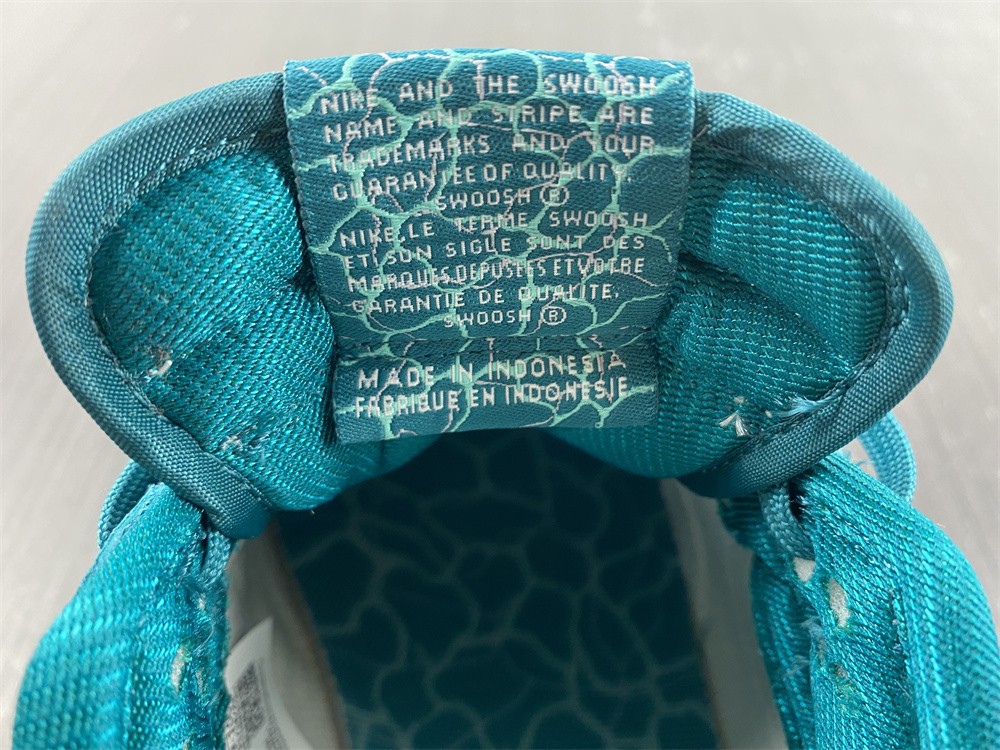 NIKE AND THE SWOOSH
NAME AND STRIPE ARE
TRADEMARKS AND YOUR
GUARANTEE OF QUALITY.
SWOOSH ®
NIKE.LE TERME SWOOSH
ET SON SIGLE SONT DES
MARQUES DEPOSEES ET VOTRE
GARANTIE DE QUALITE.
SWOOSH ®
MADE IN INDONESIA
FABRIQUE EN INDONESIE